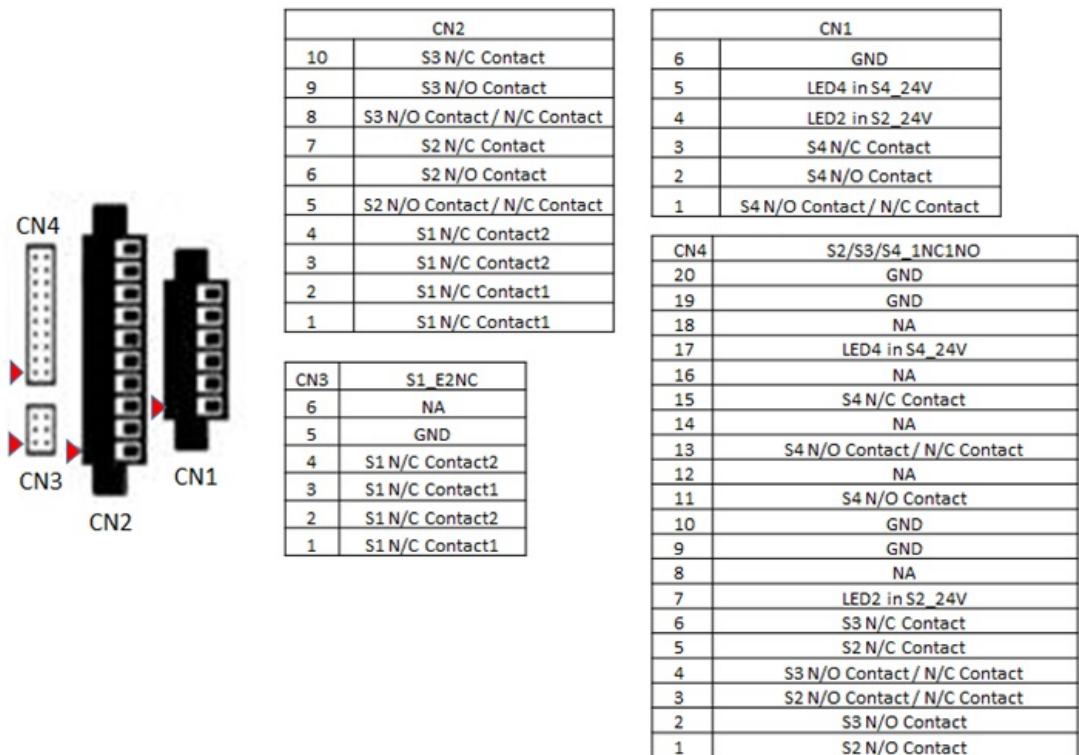 CN4
CN3
CN2
CN1
CN2
10 S3 N/C Contact
9 S3 N/O Contact
8 S3 N/O Contact / N/C Contact
7 S2 N/C Contact
6 S2 N/O Contact
5 S2 N/O Contact / N/C Contact
4 S1 N/C Contact2
3 S1 N/C Contact2
2 S1 N/C Contact1
1 S1 N/C Contact1
CN3 S1_E2NC
6 NA
5 GND
4 S1 N/C Contact2
3 S1 N/C Contact1
2 S1 N/C Contact2
1 S1 N/C Contact1
CN1
6 GND
5 LED4 in S4_24V
4 LED2 in S2_24V
3 S4 N/C Contact
2 S4 N/O Contact
1 S4 N/O Contact / N/C Contact
CN4 S2/S3/S4_1NC1NO
20 GND
19 GND
18 NA
17 LED4 in S4_24V
16 NA
15 S4 N/C Contact
14 NA
13 S4 N/O Contact / N/C Contact
12 NA
11 S4 N/O Contact
10 GND
9 GND
8 NA
7 LED2 in S2_24V
6 S3 N/C Contact
5 S2 N/C Contact
4 S3 N/O Contact / N/C Contact
3 S2 N/O Contact / N/C Contact
2 S3 N/O Contact
1 S2 N/O Contact